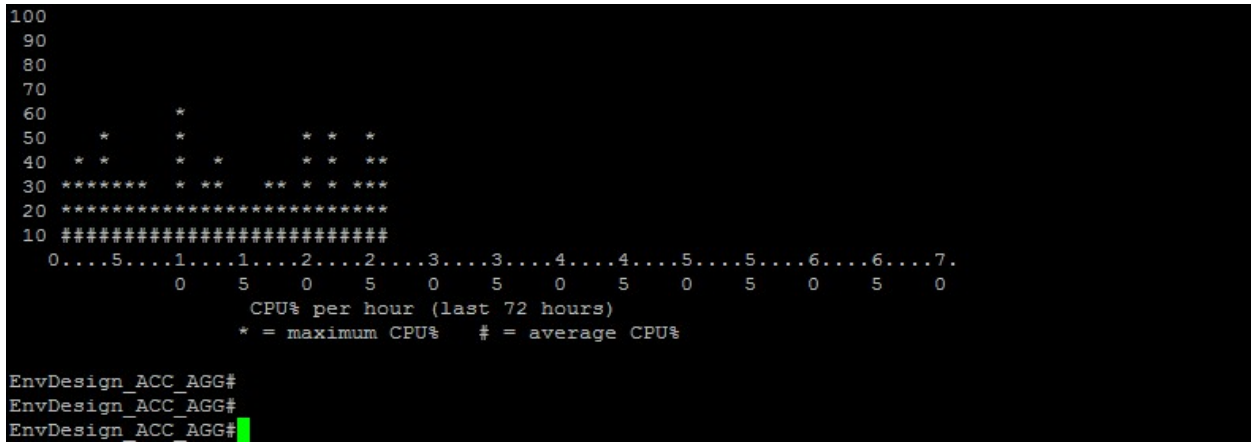 100
 90
 80
 70
 60          *
 50    *     *         * *  *
 40  * *     *  *      * *  **
 30 *******  * **   ** * * ***
 20 **************************
 10 ##########################
   0....5....1....1....2....2....3....3....4....4....5....5....6....6....7.
             0    5    0    5    0    5    0    5    0    5    0    5    0
                   CPU% per hour (last 72 hours)
                  * = maximum CPU%   # = average CPU%
EnvDesign_ACC_AGG#
EnvDesign_ACC_AGG#
EnvDesign_ACC_AGG#